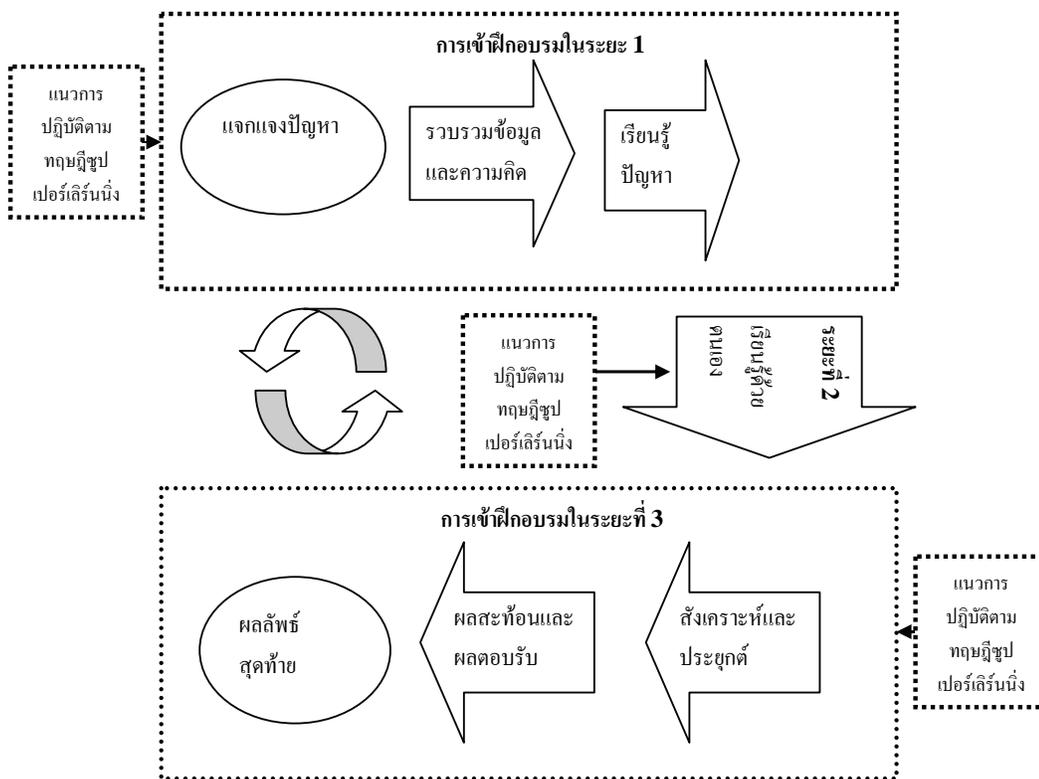 การเข้าฝึกอบรมในระยะ 1
แนวการ
ปฏิบัติตาม
ทฤษฎีซูป
เปอร์เลิร์นนิ่ง
แจกแจงปัญหา
รวบรวมข้อมูล
และความคิด
เรียนรู้
ปัญหา
แนวการ
ปฏิบัติตาม
ทฤษฎีซูป
เปอร์เลิร์นนิ่ง
ระยะที่ 2
เรียนรู้ด้วย
ตนเอง
การเข้าฝึกอบรมในระยะที่ 3
ผลลัพธ์
สุดท้าย
ผลสะท้อนและ
ผลตอบรับ
สังเคราะห์และ
ประยุกต์
แนวการ
ปฏิบัติตาม
ทฤษฎีซูป
เปอร์เลิร์นนิ่ง